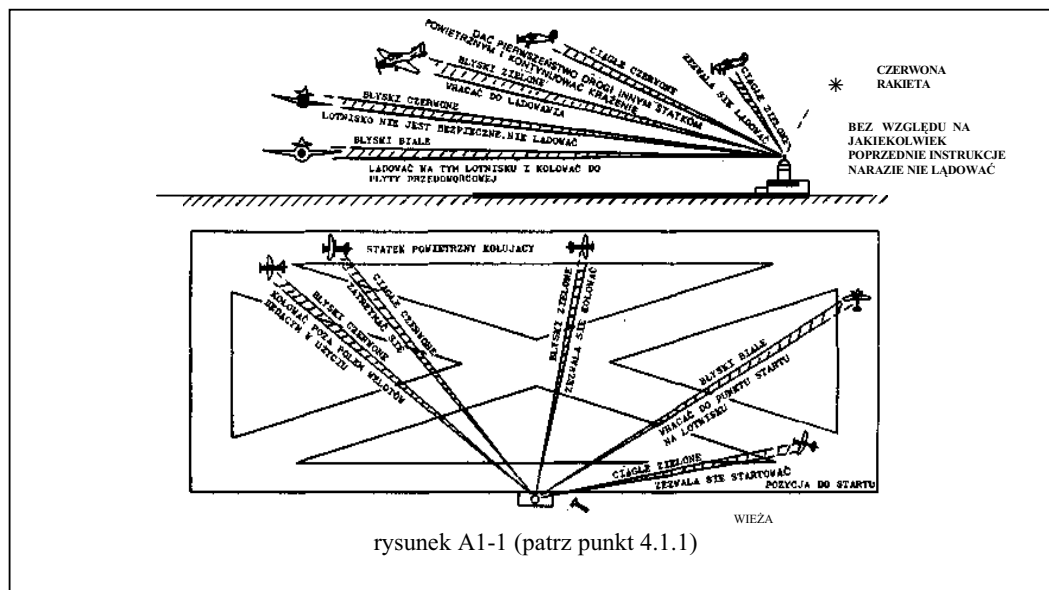 CIĄGŁE CZERWONE
DAĆ PIERWSZEŃSTWO DROGI INNYM STATKOM
POWIETRZNYM I KONTYNUOWAĆ KRĄŻENIE
CIĄGŁE ZIELONE
ZEZWALA SIĘ LĄDOWAĆ
BŁYSKI ZIELONE
WRACAĆ DO LĄDOWANIA
BŁYSKI CZERWONE
LOTNISKO NIE JEST BEZPIECZNE, NIE LĄDOWAĆ
BŁYSKI BIAŁE
LĄDOWAĆ NA TYM LOTNISKU I KOŁOWAĆ DO
PŁYTY PRZEDDWORCOWEJ
CZERWONA
RAKIETA
BEZ WZGLĘDU NA
JAKIEKOLWIEK
POPRZEDNIE INSTRUKCJE
NARAZIE NIE LĄDOWAĆ
STATEK POWIETRZNY KOŁUJĄCY
CIĄGŁE CZERWONE
ZATRZYMAĆ SIĘ
BŁYSKI CZERWONE
KOŁOWAĆ POZA POLEM WZLOTÓW
BĘDĄCYM W UŻYCIU
BŁYSKI ZIELONE
ZEZWALA SIĘ KOŁOWAĆ
BŁYSKI BIAŁE
WRACAĆ DO PUNKTU STARTU
NA LOTNISKU
CIĄGŁE ZIELONE
ZEZWALA SIĘ STARTOWAĆ
POZYCJA DO STARTU
WIEŻA
rysunek A1-1 (patrz punkt 4.1.1)